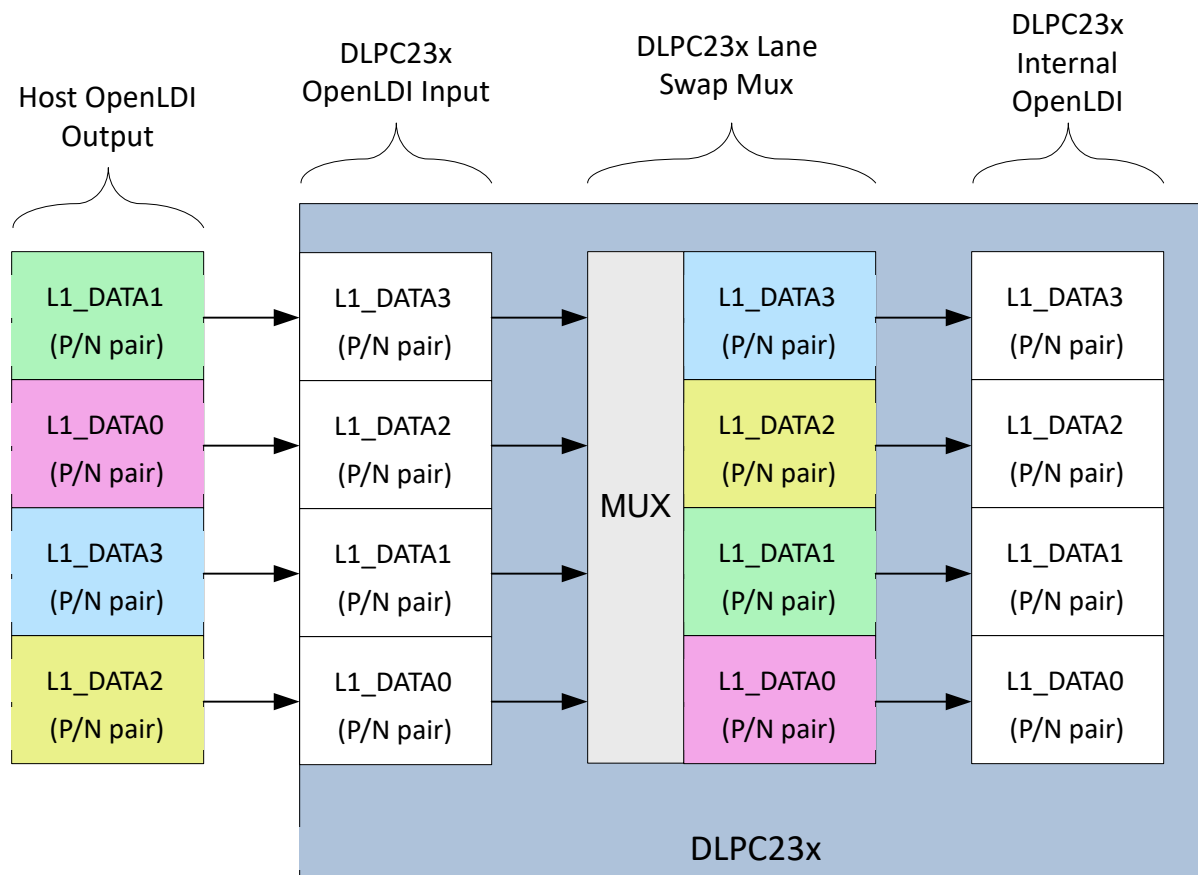 Host OpenLDI
Output
DLPC23x
OpenLDI Input
DLPC23x Lane
Swap Mux
DLPC23x
Internal
OpenLDI
L1_DATA1
(P/N pair)
L1_DATA0
(P/N pair)
L1_DATA3
(P/N pair)
L1_DATA2
(P/N pair)
L1_DATA3
(P/N pair)
L1_DATA2
(P/N pair)
L1_DATA1
(P/N pair)
L1_DATA0
(P/N pair)
MUX
L1_DATA3
(P/N pair)
L1_DATA2
(P/N pair)
L1_DATA1
(P/N pair)
L1_DATA0
(P/N pair)
L1_DATA3
(P/N pair)
L1_DATA2
(P/N pair)
L1_DATA1
(P/N pair)
L1_DATA0
(P/N pair)
DLPC23x